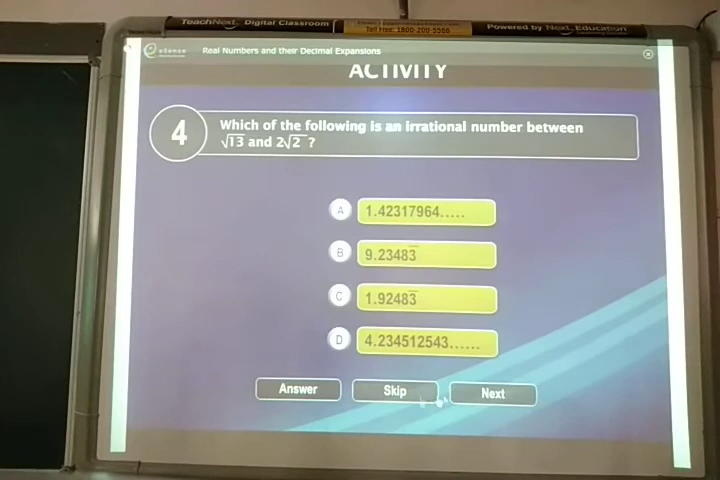 TeachNext. Digital Classroom
Toll Free: 1800-200-5566
Powered by Next Education
Real Numbers and their Decimal Expansions
ACTIVITY
4
Which of the following is an irrational number between
√13 and 2√2 ?
A 1.42317964.....
B 9.23483̅
C 1.92483̅
D 4.234512543......
Answer Skip Next